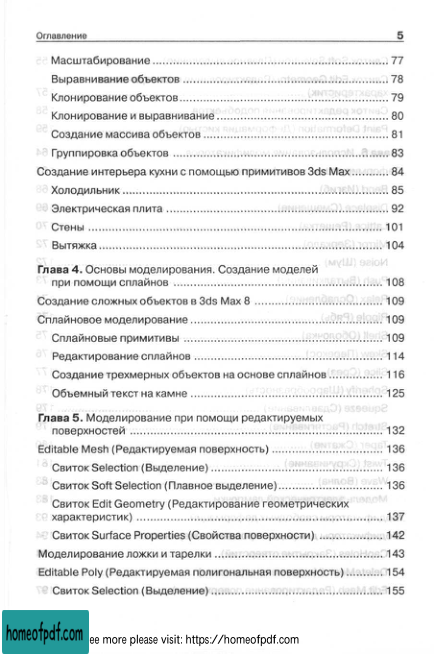 Оглавление 5
Масштабирование 77
Выравнивание объектов 78
Клонирование объектов 79
Клонирование и выравнивание 80
Создание массива объектов 81
Группировка объектов 83
Создание интерьера кухни с помощью примитивов 3ds Max 84
Холодильник 85
Электрическая плита 92
Стены 101
Вытяжка 104
Глава 4. Основы моделирования. Создание моделей
при помощи сплайнов 108
Создание сложных объектов в 3ds Max 8 109
Сплайновое моделирование 109
Сплайновые примитивы 109
Редактирование сплайнов 114
Создание трехмерных объектов на основе сплайнов 116
Объемный текст на камне 125
Глава 5. Моделирование при помощи редактируемых
поверхностей 132
Editable Mesh (Редактируемая поверхность) 136
Свиток Selection (Выделение) 136
Свиток Soft Selection (Плавное выделение) 136
Свиток Edit Geometry (Редактирование геометрических
характеристик) 137
Свиток Surface Properties (Свойства поверхности) 142
Моделирование ложки и тарелки 143
Editable Poly (Редактируемая полигональная поверхность) 154
Свиток Selection (Выделение) 155
homeofpdf.com
ee more please visit: https://homeofpdf.com